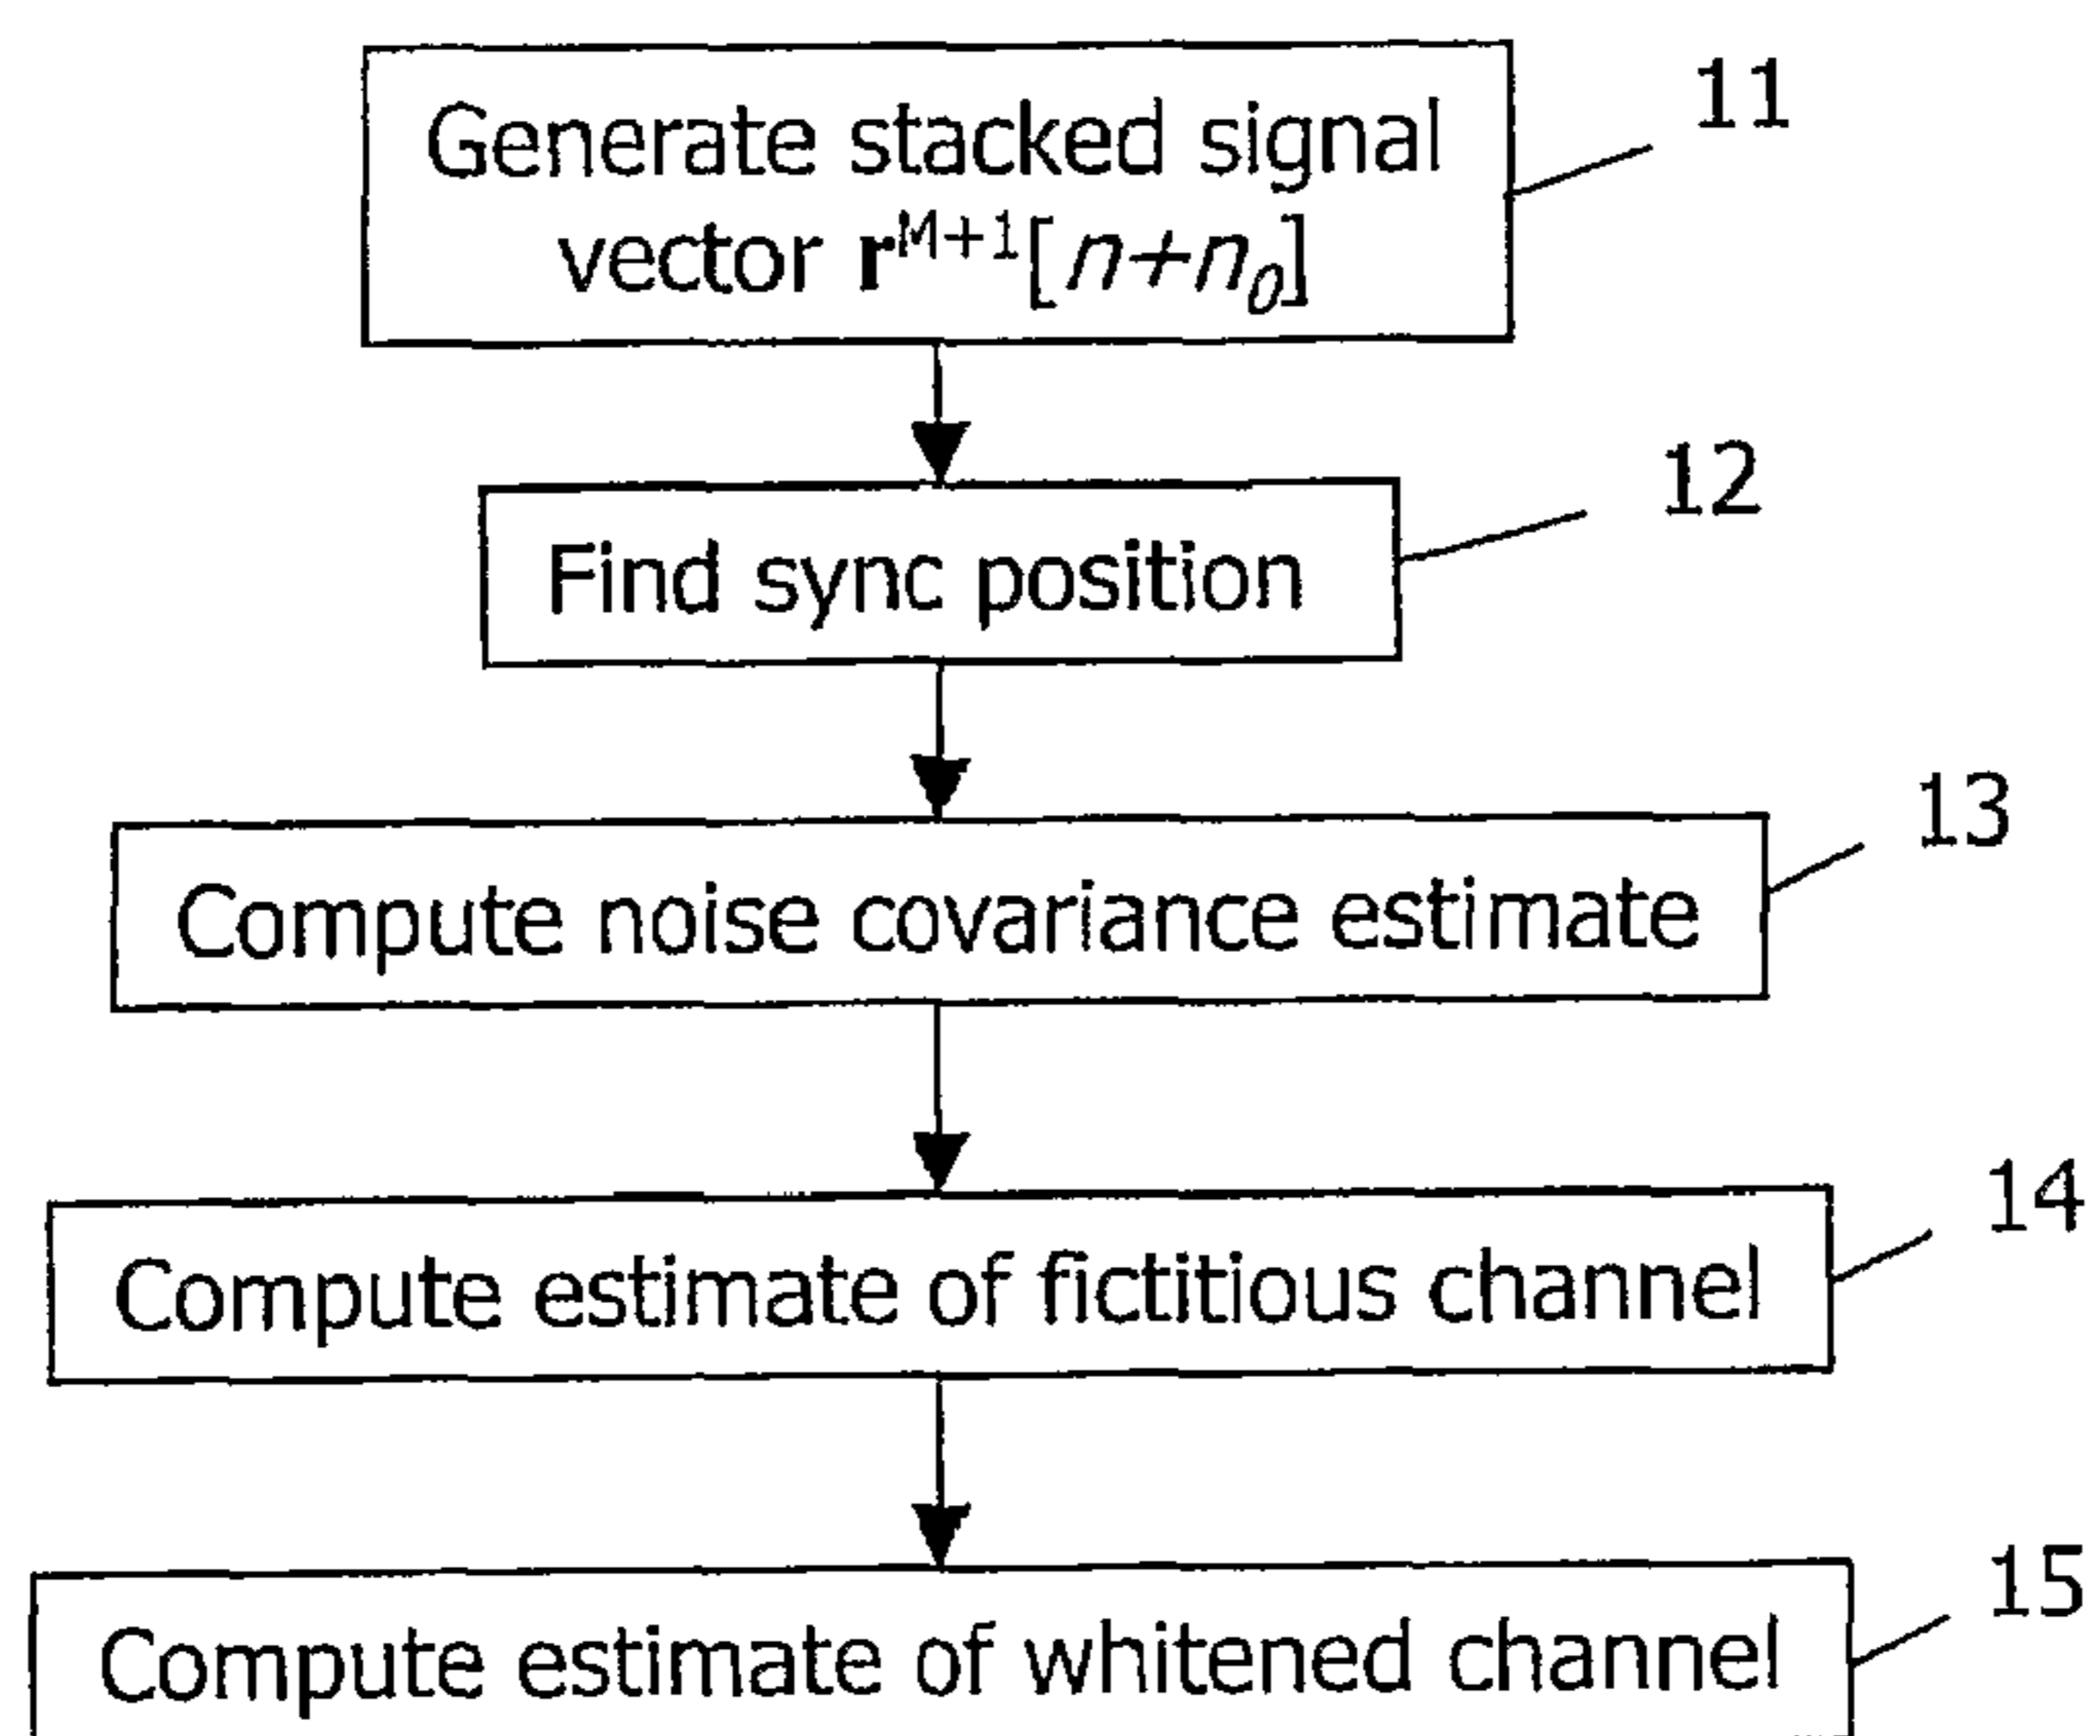 Generate stacked signal
vector r^M+1[n+n_0]
11
Find sync position
12
Compute noise covariance estimate
13
Compute estimate of fictitious channel
14
Compute estimate of whitened channel
15